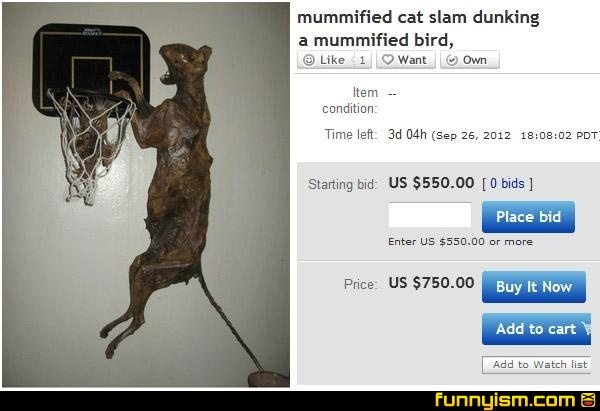 mummified cat slam dunking
a mummified bird,
Like 1 Want Own
Item condition: --
Time left: 3d 04h (Sep 26, 2012 18:08:02 PDT
Starting bid: US $550.00 [ 0 bids ]
Place bid
Enter US $550.00 or more
Price: US $750.00 Buy It Now
Add to cart
Add to Watch list
funnyism.com